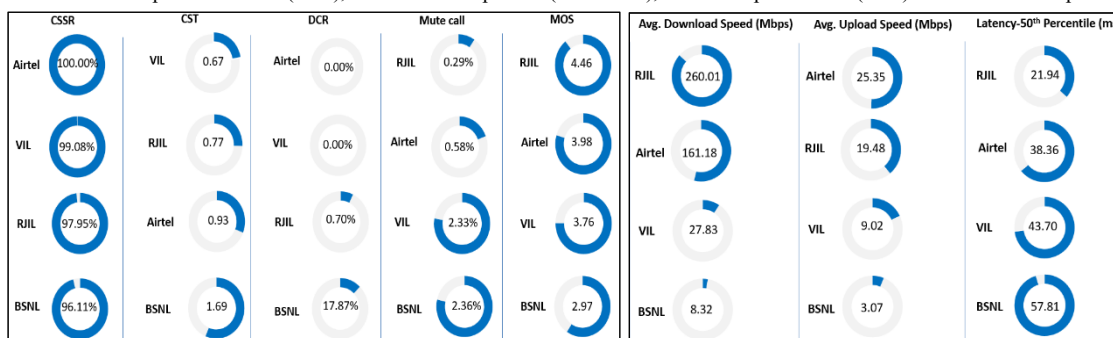 CSSR CST DCR Mute call MOS Avg. Download Speed (Mbps) Avg. Upload Speed (Mbps) Latency-50th Percentile (m
Airtel 100.00% VIL 0.67 Airtel 0.00% RJIL 0.29% RJIL 4.46 RJIL 260.01 Airtel 25.35 RJIL 21.94
VIL 99.08% RJIL 0.77 VIL 0.00% Airtel 0.58% Airtel 3.98 Airtel 161.18 RJIL 19.48 Airtel 38.36
RJIL 97.95% Airtel 0.93 RJIL 0.70% VIL 2.33% VIL 3.76 VIL 27.83 VIL 9.02 VIL 43.70
BSNL 96.11% BSNL 1.69 BSNL 17.87% BSNL 2.36% BSNL 2.97 BSNL 8.32 BSNL 3.07 BSNL 57.81